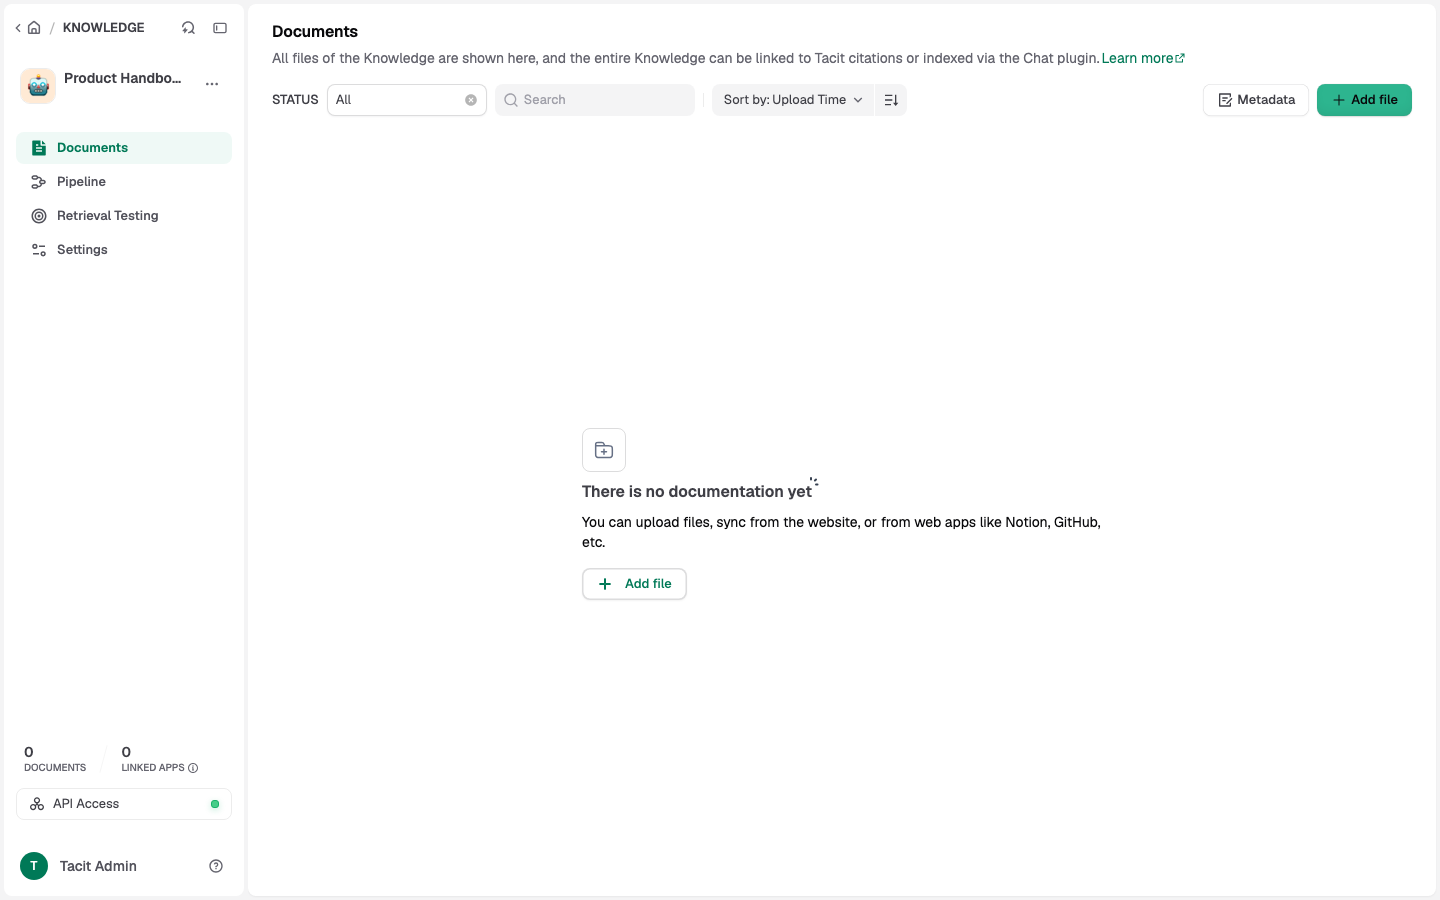 KNOWLEDGE
Product Handbo...
Documents
Pipeline
Retrieval Testing
Settings
0
DOCUMENTS
0
LINKED APPS
API Access
T
Tacit Admin
Documents
All files of the Knowledge are shown here, and the entire Knowledge can be linked to Tacit citations or indexed via the Chat plugin. Learn more
STATUS
All
Search
Sort by: Upload Time
Metadata
Add file
There is no documentation yet
You can upload files, sync from the website, or from web apps like Notion, GitHub,
etc.
Add file